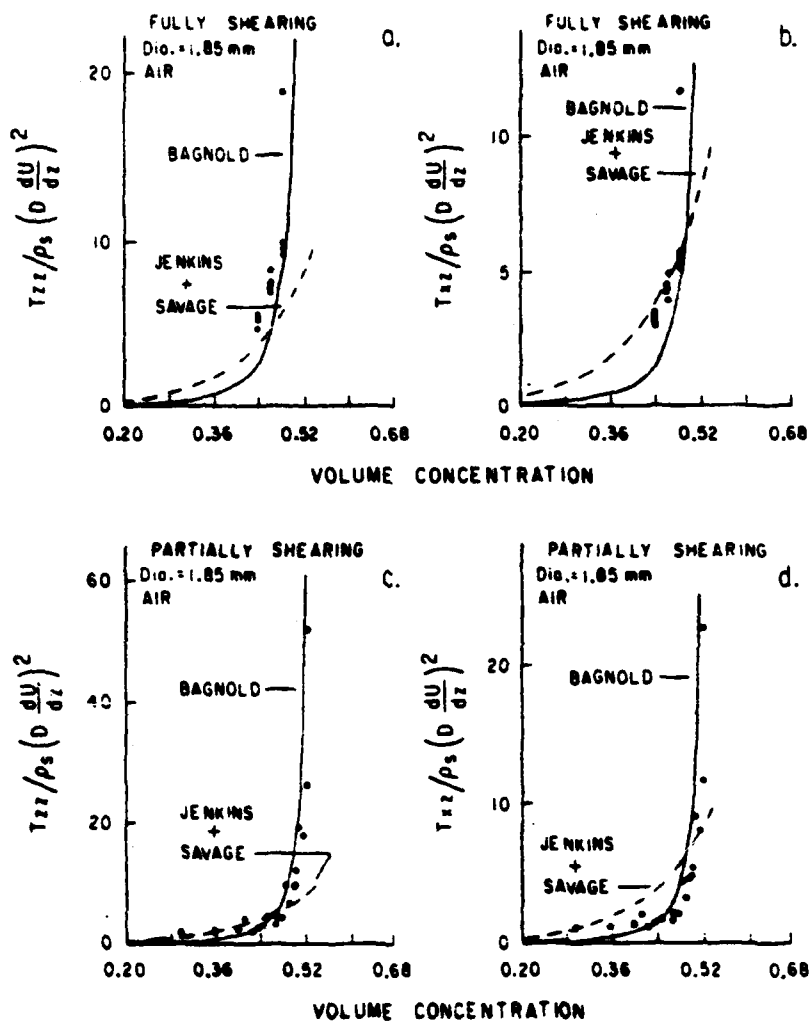 FULLY SHEARING
a.
Dia.=1.85 mm
AIR
20
10
0
BAGNOLD
JENKINS
+
SAVAGE
Tzz/ρs (D dU/dz)²
0.20 0.36 0.52 0.68
FULLY SHEARING
b.
Dia.=1.85 mm
AIR
10
5
0
BAGNOLD
JENKINS
+
SAVAGE
Txz/ρs (D dU/dz)²
0.20 0.36 0.52 0.68
VOLUME CONCENTRATION
PARTIALLY SHEARING
c.
Dia.=1.85 mm
AIR
60
40
20
0
BAGNOLD
JENKINS
+
SAVAGE
Tzz/ρs (D dU/dz)²
0.20 0.36 0.52 0.68
PARTIALLY SHEARING
d.
Dia.=1.85 mm
AIR
20
10
0
BAGNOLD
JENKINS
+
SAVAGE
Txz/ρs (D dU/dz)²
0.20 0.36 0.52 0.68
VOLUME CONCENTRATION